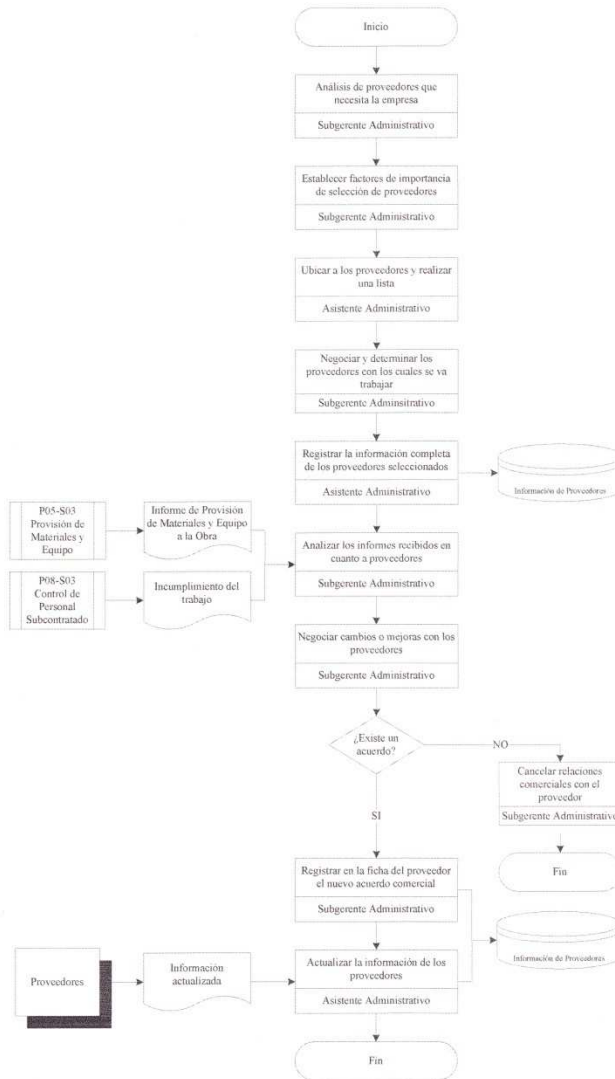 Inicio
Análisis de proveedores que
necesita la empresa
Subgerente Administrativo
Establecer factores de importancia
de selección de proveedores
Subgerente Administrativo
Ubicar a los proveedores y realizar
una lista
Asistente Administrativo
Negociar y determinar los
proveedores con los cuales se va
trabajar
Subgerente Adminsitrativo
Registrar la información completa
de los proveedores seleccionados
Asistente Administrativo
Información de Proveedores
P05-S03
Provisión de
Materiales y
Equipo
Informe de Provisión
de Materiales y Equipo
a la Obra
Analizar los informes recibidos en
cuanto a proveedores
Subgerente Administrativo
P08-S03
Control de
Personal
Subcontratado
Incumplimiento del
trabajo
Negociar cambios o mejoras con los
proveedores
Subgerente Administrativo
¿Existe un
acuerdo?
NO
Cancelar relaciones
comerciales con el
proveedor
Subgerente Administrativo
Fin
SI
Registrar en la ficha del proveedor
el nuevo acuerdo comercial
Subgerente Administrativo
Información de Proveedores
Proveedores
Información
actualizada
Actualizar la información de los
proveedores
Asistente Administrativo
Fin